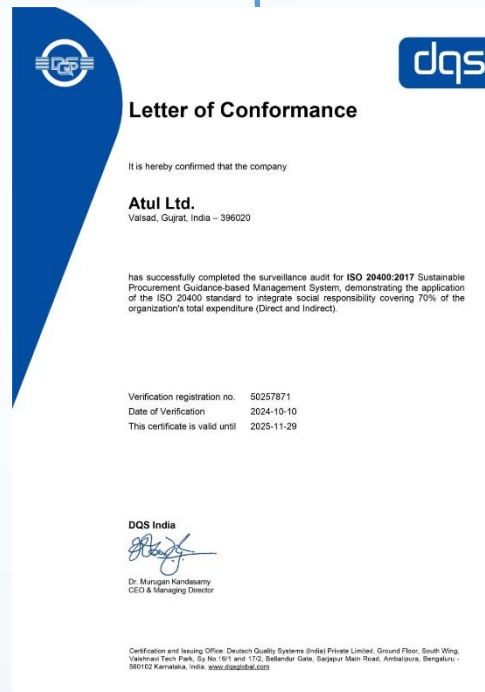 DQS
dqs
Letter of Conformance
It is hereby confirmed that the company
Atul Ltd.
Valsad, Gujrat, India – 396020
has successfully completed the surveillance audit for ISO 20400:2017 Sustainable
Procurement Guidance-based Management System, demonstrating the application
of the ISO 20400 standard to integrate social responsibility covering 70% of the
organization's total expenditure (Direct and Indirect).
Verification registration no. 50257871
Date of Verification 2024-10-10
This certificate is valid until 2025-11-29
DQS India
Dr. Murugan Kandasamy
CEO & Managing Director
Certification and Issuing Office: Deutsch Quality Systems (India) Private Limited, Ground Floor, South Wing,
Vaishnavi Tech Park, Sy.No.16/1 and 17/2, Bellandur Gate, Sarjapur Main Road, Ambalipura, Bengaluru -
560102 Karnataka, India. www.dqsglobal.com